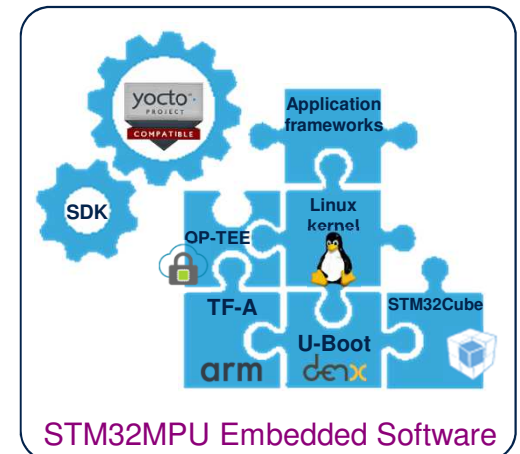 yocto
PROJECT
COMPATIBLE
Application
frameworks
SDK
Linux
kernel
OP-TEE
TF-A
STM32Cube
U-Boot
arm
denx
STM32MPU Embedded Software